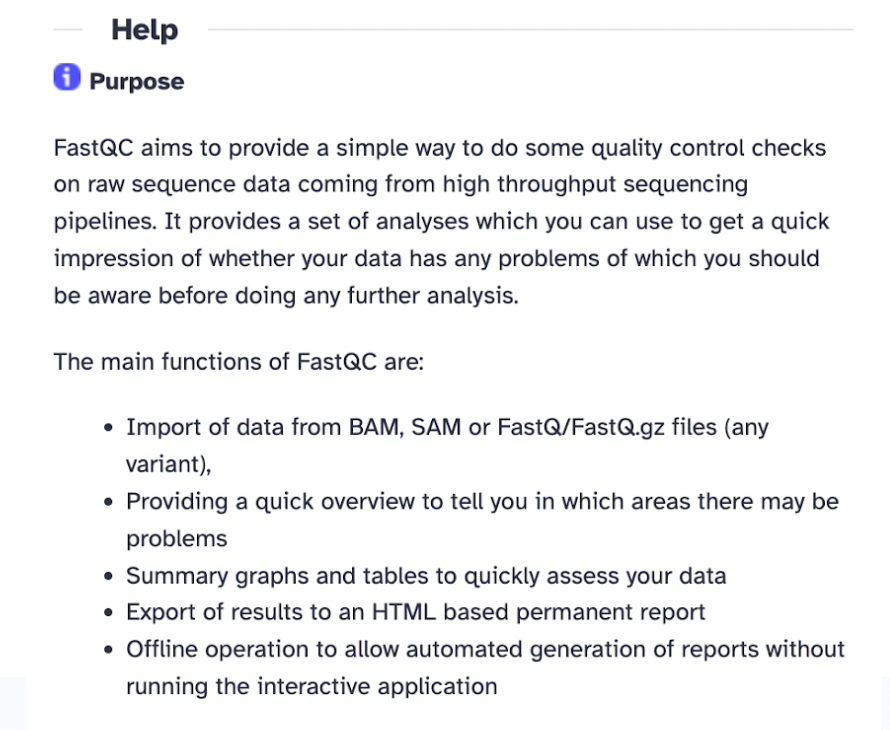 Help
Purpose
FastQC aims to provide a simple way to do some quality control checks
on raw sequence data coming from high throughput sequencing
pipelines. It provides a set of analyses which you can use to get a quick
impression of whether your data has any problems of which you should
be aware before doing any further analysis.
The main functions of FastQC are:
• Import of data from BAM, SAM or FastQ/FastQ.gz files (any
variant),
• Providing a quick overview to tell you in which areas there may be
problems
• Summary graphs and tables to quickly assess your data
• Export of results to an HTML based permanent report
• Offline operation to allow automated generation of reports without
running the interactive application